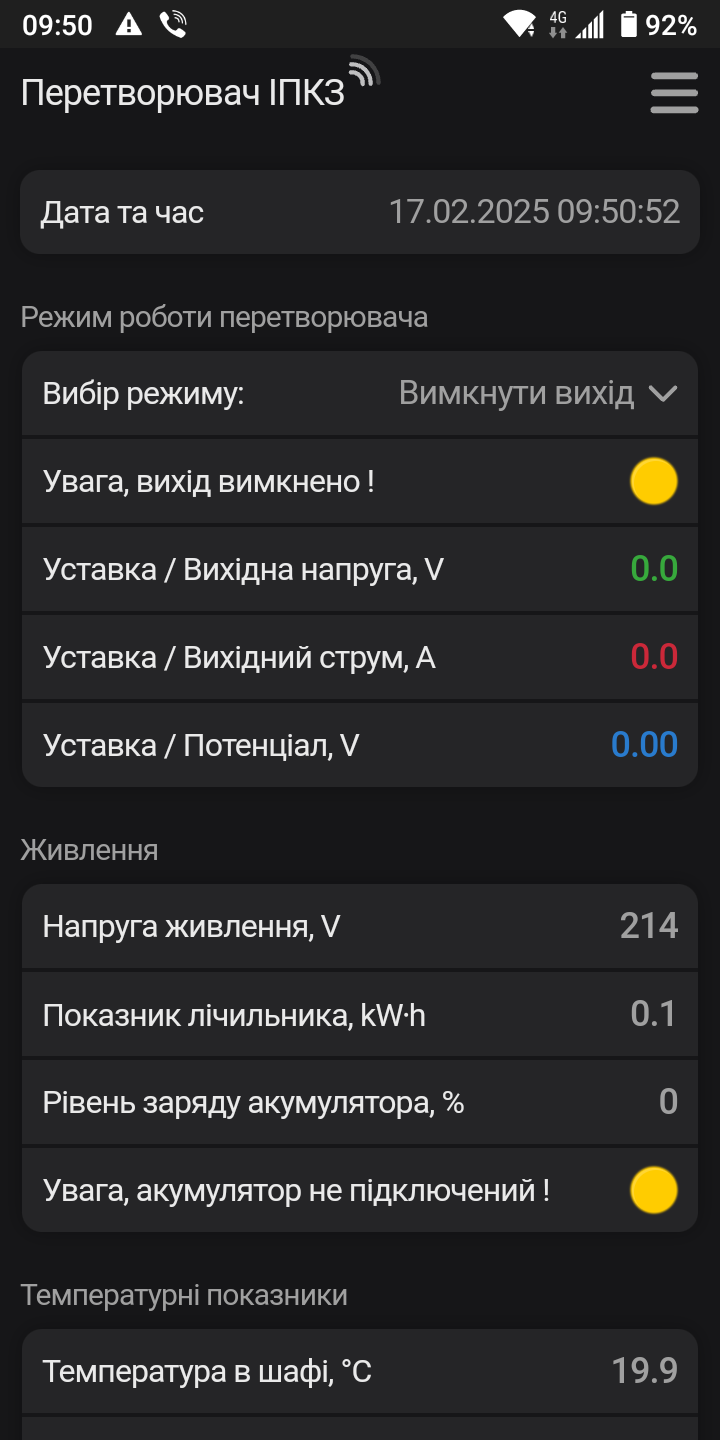 09:50
4G
92%
Перетворювач ІПКЗ
Дата та час 17.02.2025 09:50:52
Режим роботи перетворювача
Вибір режиму: Вимкнути вихід
Увага, вихід вимкнено !
Уставка / Вихідна напруга, V 0.0
Уставка / Вихідний струм, A 0.0
Уставка / Потенціал, V 0.00
Живлення
Напруга живлення, V 214
Показник лічильника, kW·h 0.1
Рівень заряду акумулятора, % 0
Увага, акумулятор не підключений !
Температурні показники
Температура в шафі, °C 19.9